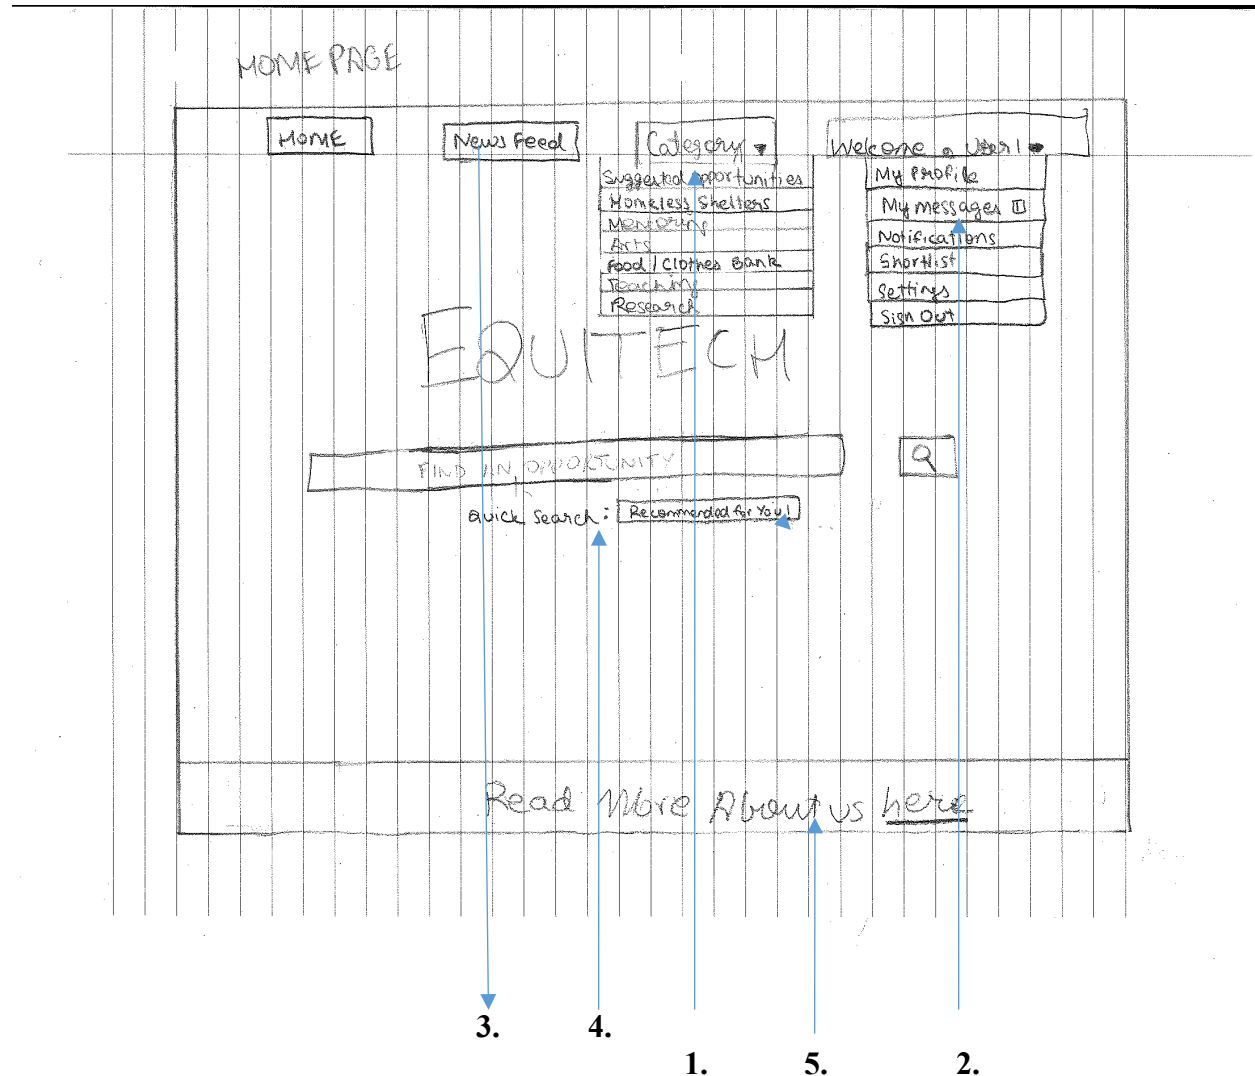 HOME PAGE
HOME
News Feed
Category
Welcome User!
Suggested opportunities
Homeless Shelters
Mentoring
Arts
Food / Clothes Bank
Teaching
Research
My Profile
My messages
Notifications
Shortlist
Settings
Sign Out
EQUITECH
FIND AN OPPORTUNITY
Quick Search: Recommended for You!
Read More About us here
3. 4.
1. 5. 2.